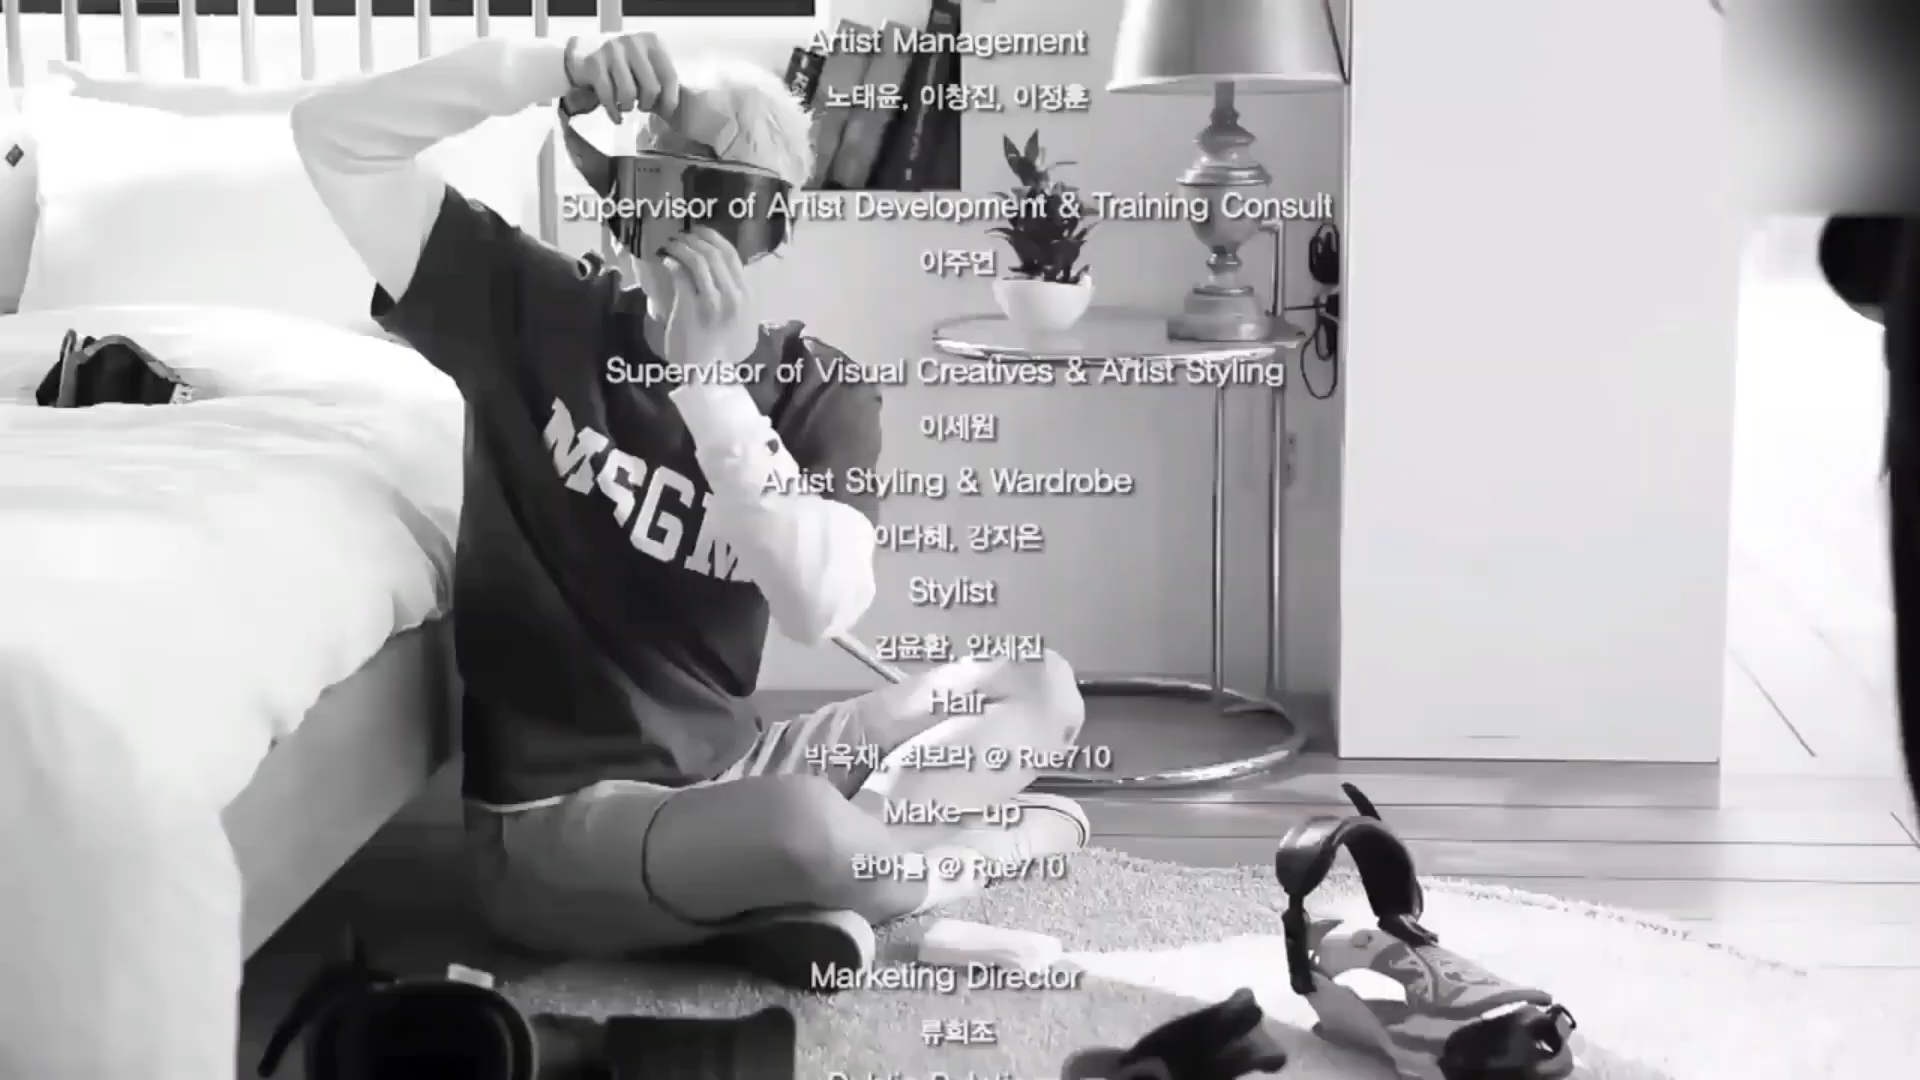 Artist Management
노태윤, 이창진, 이정훈
Supervisor of Artist Development & Training Consult
이주연
Supervisor of Visual Creatives & Artist Styling
이세원
MSGM
Artist Styling & Wardrobe
이다혜, 강지은
Stylist
김윤환, 안세진
Hair
박옥재, 최보라 @ Rue710
Make-up
한아름 @ Rue710
Marketing Director
류희조